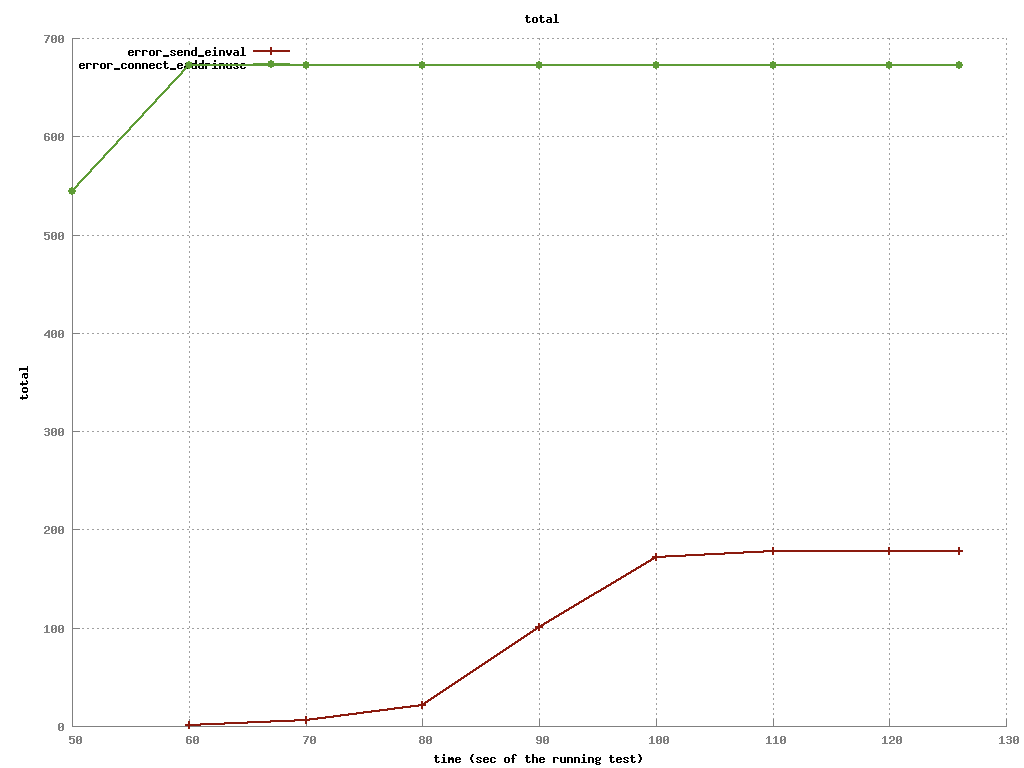 total
700
error_send_einval
error_connect_eaddrinuse
600
500
400
total
300
200
100
0
50 60 70 80 90 100 110 120 130
time (sec of the running test)